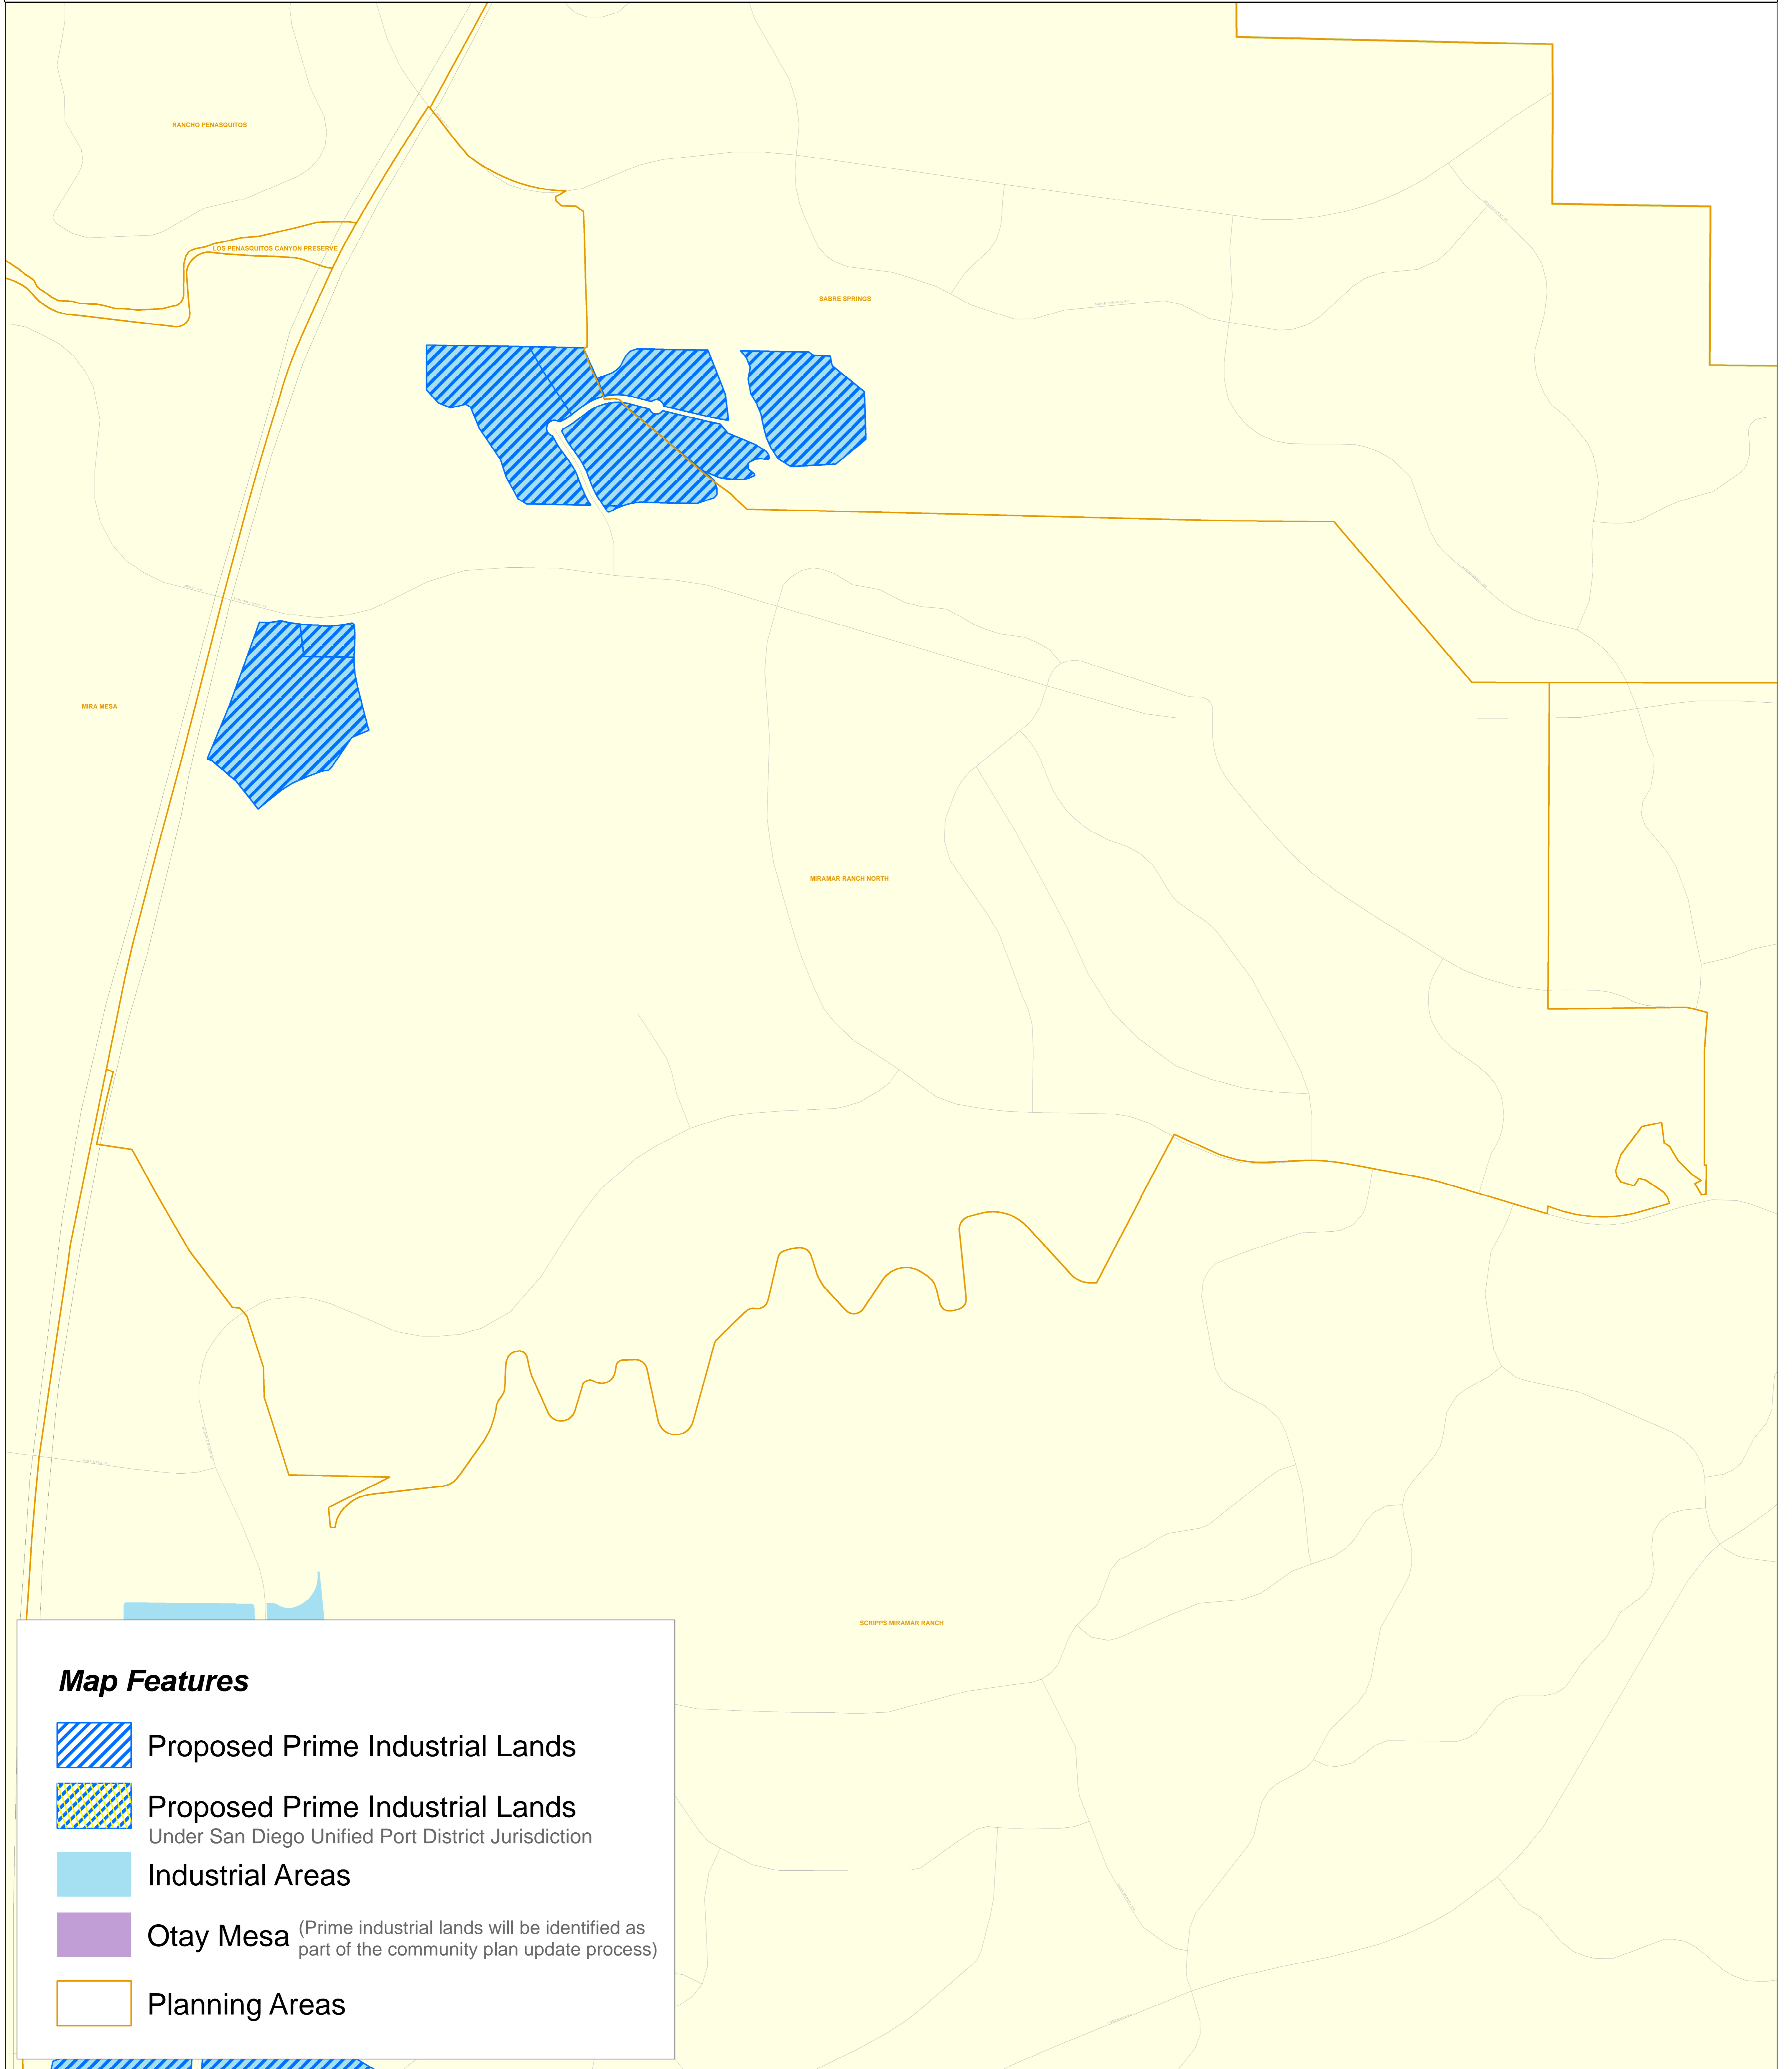 RANCHO PENASQUITOS
LOS PENASQUITOS CANYON PRESERVE
SABRE SPRINGS
MIRA MESA
MIRAMAR RANCH NORTH
SCRIPPS MIRAMAR RANCH
Map Features
Proposed Prime Industrial Lands
Proposed Prime Industrial Lands
Under San Diego Unified Port District Jurisdiction
Industrial Areas
Otay Mesa (Prime industrial lands will be identified as
part of the community plan update process)
Planning Areas